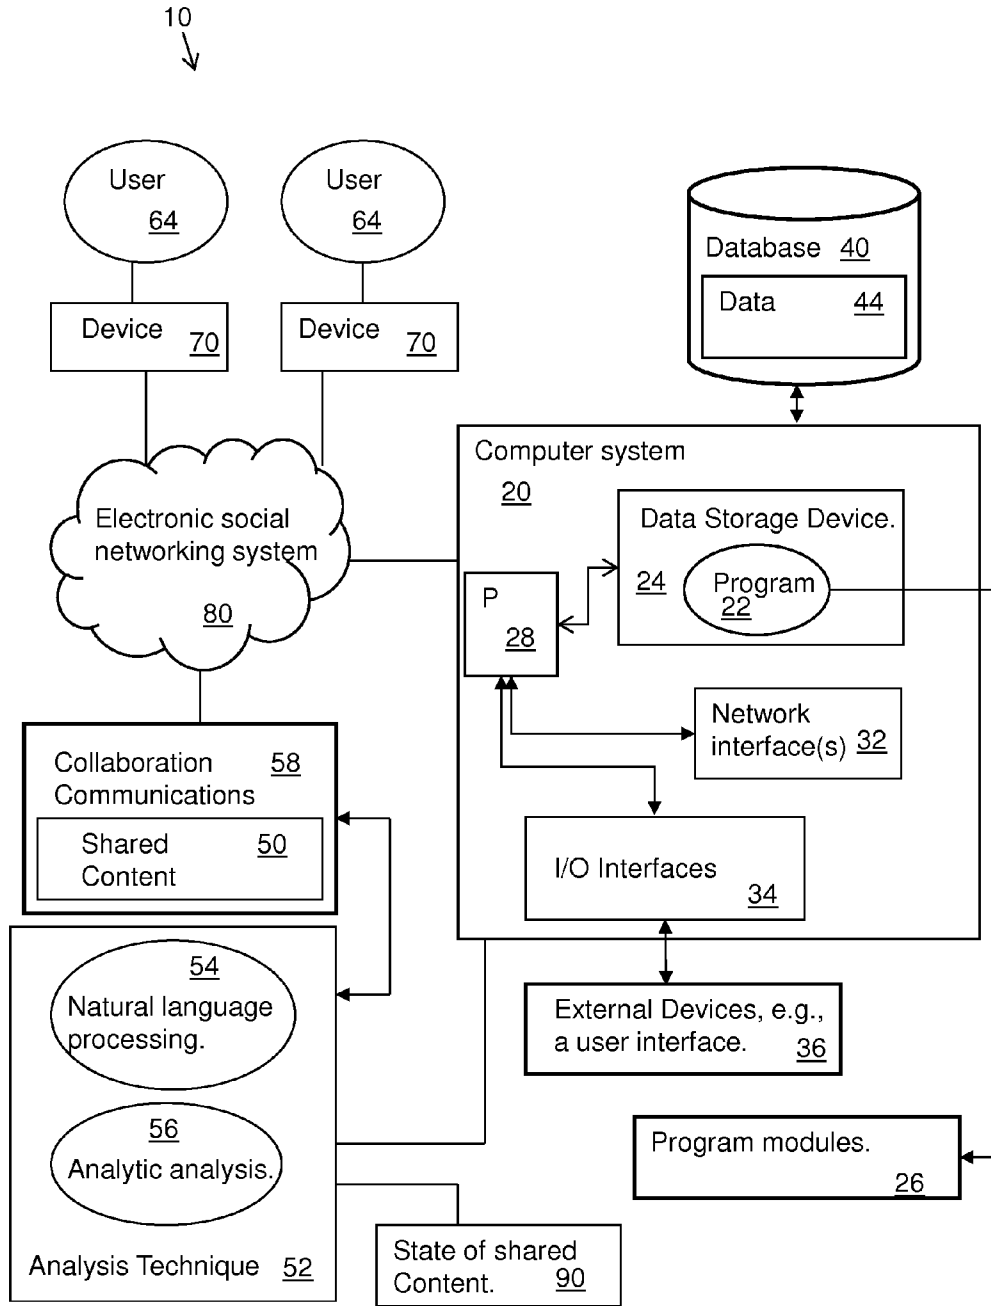 10
User
64
User
64
Device 70
Device 70
Database 40
Data 44
Electronic social
networking system
80
Computer system
20
Data Storage Device.
24
Program
22
P
28
Network
interface(s) 32
I/O Interfaces
34
Collaboration 58
Communications
Shared 50
Content
54
Natural language
processing.
56
Analytic analysis.
Analysis Technique 52
External Devices, e.g.,
a user interface. 36
Program modules.
26
State of shared
Content. 90